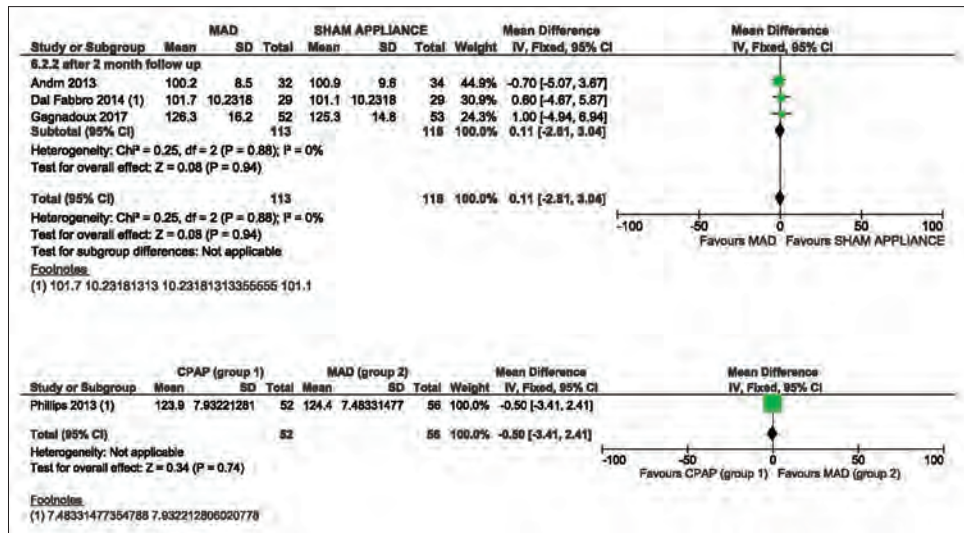 MAD SHAM APPLIANCE Mean Difference Mean Difference
Study or Subgroup Mean SD Total Mean SD Total Weight IV, Fixed, 95% CI IV, Fixed, 95% CI
6.2.2 after 2 month follow up
Andrn 2013 100.2 8.5 32 100.9 9.6 34 44.9% -0.70 [-5.07, 3.67]
Dal Fabbro 2014 (1) 101.7 10.2318 29 101.1 10.2318 29 30.9% 0.60 [-4.67, 5.87]
Gagnadoux 2017 126.3 16.2 52 125.3 14.8 53 24.3% 1.00 [-4.94, 6.94]
Subtotal (95% CI) 113 116 100.0% 0.11 [-2.81, 3.04]
Heterogeneity: Chi² = 0.25, df = 2 (P = 0.88); I² = 0%
Test for overall effect: Z = 0.08 (P = 0.94)
Total (95% CI) 113 116 100.0% 0.11 [-2.81, 3.04]
Heterogeneity: Chi² = 0.25, df = 2 (P = 0.88); I² = 0%
Test for overall effect: Z = 0.08 (P = 0.94)
Test for subgroup differences: Not applicable
-100 -50 0 50 100
Favours MAD Favours SHAM APPLIANCE
Footnotes
(1) 101.7 10.23181313 10.23181313355555 101.1
CPAP (group 1) MAD (group 2) Mean Difference Mean Difference
Study or Subgroup Mean SD Total Mean SD Total Weight IV, Fixed, 95% CI IV, Fixed, 95% CI
Phillips 2013 (1) 123.9 7.93221281 52 124.4 7.48331477 56 100.0% -0.50 [-3.41, 2.41]
Total (95% CI) 52 56 100.0% -0.50 [-3.41, 2.41]
Heterogeneity: Not applicable
Test for overall effect: Z = 0.34 (P = 0.74)
-100 -50 0 50 100
Favours CPAP (group 1) Favours MAD (group 2)
Footnotes
(1) 7.48331477354788 7.932212806020778